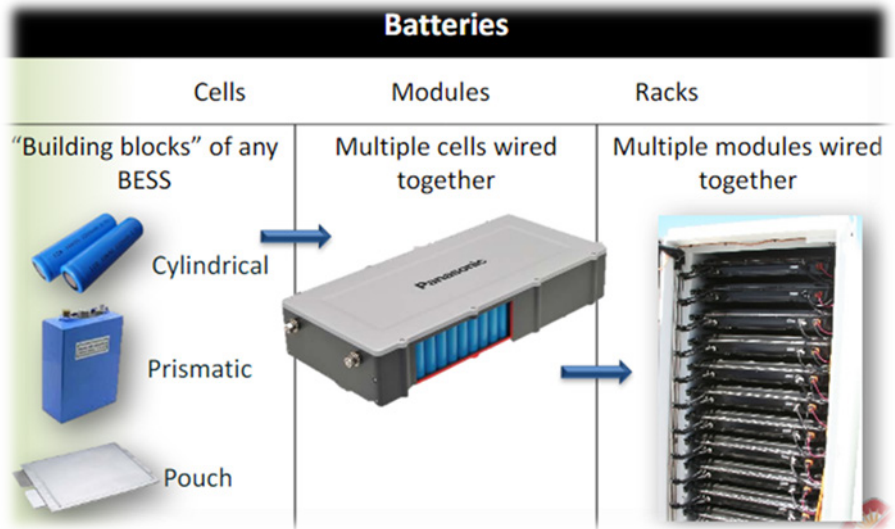 Batteries
Cells
Modules
Racks
“Building blocks” of any
BESS
Multiple cells wired
together
Multiple modules wired
together
Cylindrical
Panasonic
Prismatic
Pouch